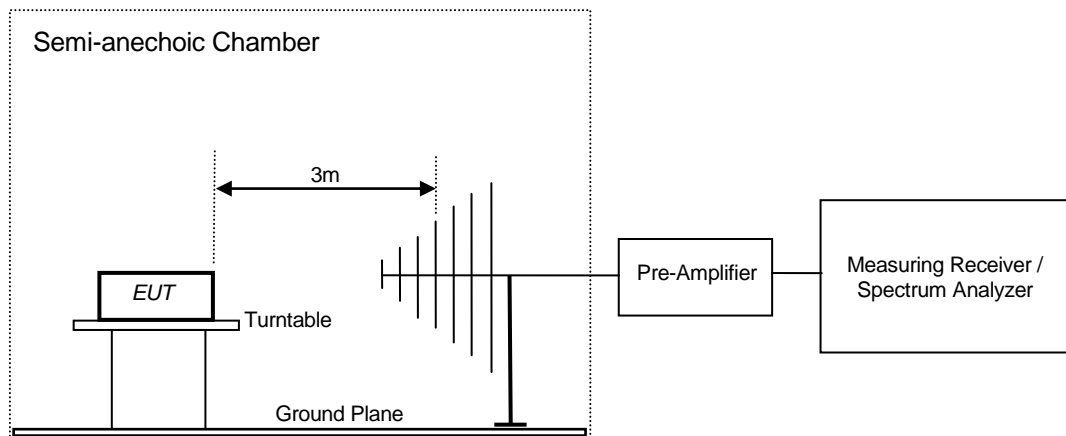 Semi-anechoic Chamber
3m
EUT
Turntable
Pre-Amplifier
Measuring Receiver /
Spectrum Analyzer
Ground Plane